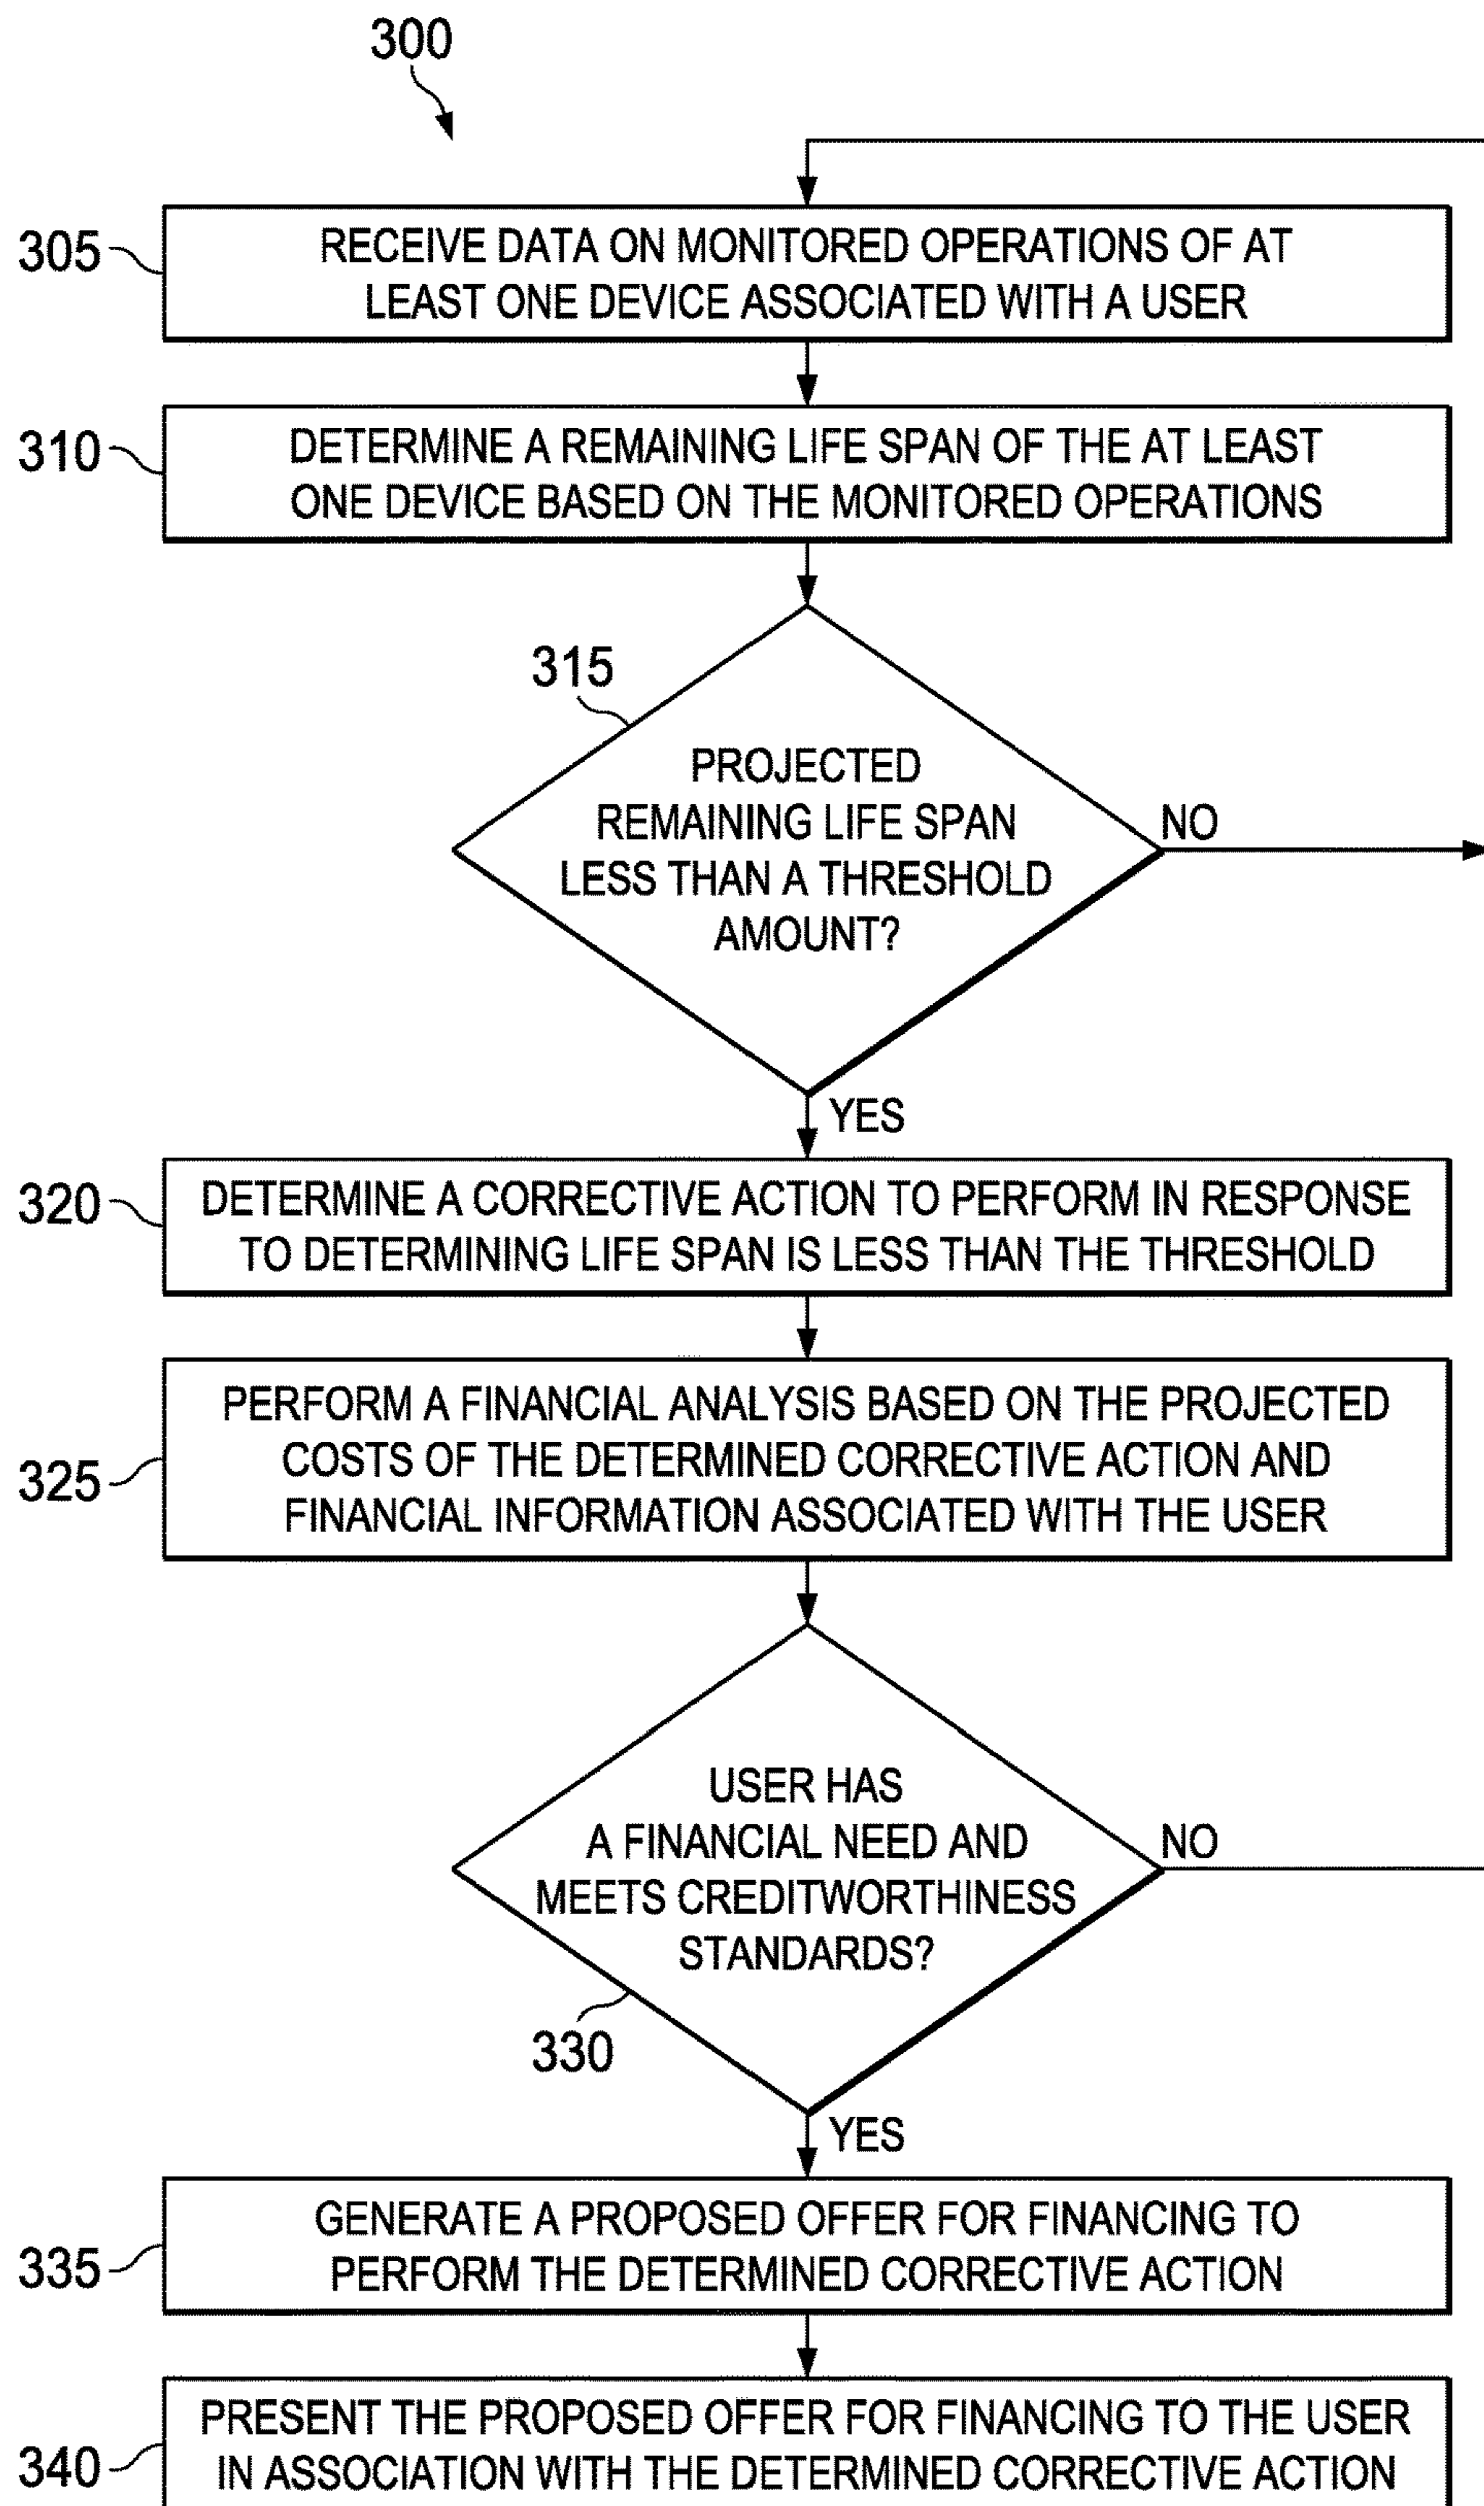 300
305
RECEIVE DATA ON MONITORED OPERATIONS OF AT
LEAST ONE DEVICE ASSOCIATED WITH A USER
310
DETERMINE A REMAINING LIFE SPAN OF THE AT LEAST
ONE DEVICE BASED ON THE MONITORED OPERATIONS
315
PROJECTED
REMAINING LIFE SPAN
LESS THAN A THRESHOLD
AMOUNT?
NO
YES
320
DETERMINE A CORRECTIVE ACTION TO PERFORM IN RESPONSE
TO DETERMINING LIFE SPAN IS LESS THAN THE THRESHOLD
325
PERFORM A FINANCIAL ANALYSIS BASED ON THE PROJECTED
COSTS OF THE DETERMINED CORRECTIVE ACTION AND
FINANCIAL INFORMATION ASSOCIATED WITH THE USER
USER HAS
A FINANCIAL NEED AND
MEETS CREDITWORTHINESS
STANDARDS?
NO
330
YES
335
GENERATE A PROPOSED OFFER FOR FINANCING TO
PERFORM THE DETERMINED CORRECTIVE ACTION
340
PRESENT THE PROPOSED OFFER FOR FINANCING TO THE USER
IN ASSOCIATION WITH THE DETERMINED CORRECTIVE ACTION